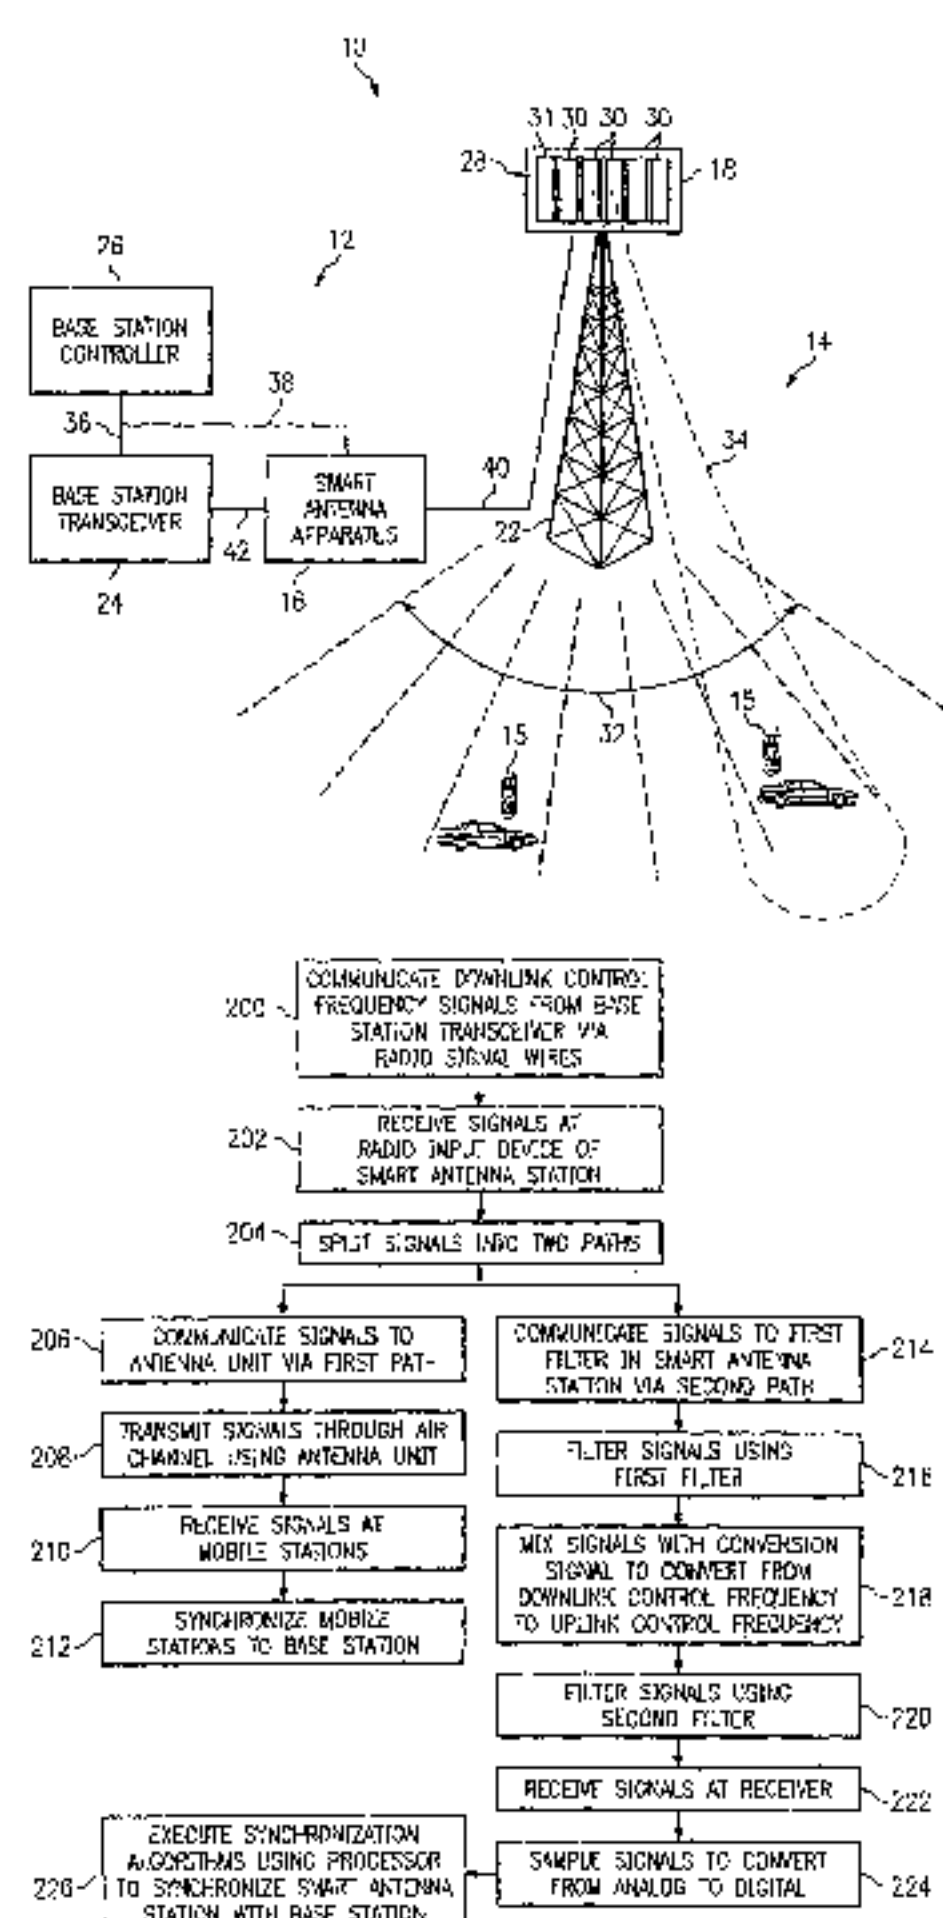 10
31 30 30 30
28
18
12
26
BASE STATION
CONTROLLER
14
38
36
34
BASE STATION
TRANSCEIVER
SMART
ANTENNA
APPARATUS
40
42
22
24
16
32
15
15
200
COMMUNICATE DOWNLINK CONTROL
FREQUENCY SIGNALS FROM BASE
STATION TRANSCEIVER VIA
RADIO SIGNAL WIRES
202
RECEIVE SIGNALS AT
RADIO INPUT DEVICE OF
SMART ANTENNA STATION
204
SPLIT SIGNALS INTO TWO PATHS
206
COMMUNICATE SIGNALS TO
ANTENNA UNIT VIA FIRST PATH
208
TRANSMIT SIGNALS THROUGH AIR
CHANNEL USING ANTENNA UNIT
210
RECEIVE SIGNALS AT
MOBILE STATIONS
212
SYNCHRONIZE MOBILE
STATIONS TO BASE STATION
COMMUNICATE SIGNALS TO FIRST
FILTER IN SMART ANTENNA
STATION VIA SECOND PATH
214
FILTER SIGNALS USING
FIRST FILTER
216
MIX SIGNALS WITH CONVERSION
SIGNAL TO CONVERT FROM
DOWNLINK CONTROL FREQUENCY
TO UPLINK CONTROL FREQUENCY
218
FILTER SIGNALS USING
SECOND FILTER
220
RECEIVE SIGNALS AT RECEIVER
222
SAMPLE SIGNALS TO CONVERT
FROM ANALOG TO DIGITAL
224
226
EXECUTE SYNCHRONIZATION
ALGORITHMS USING PROCESSOR
TO SYNCHRONIZE SMART ANTENNA
STATION WITH BASE STATION